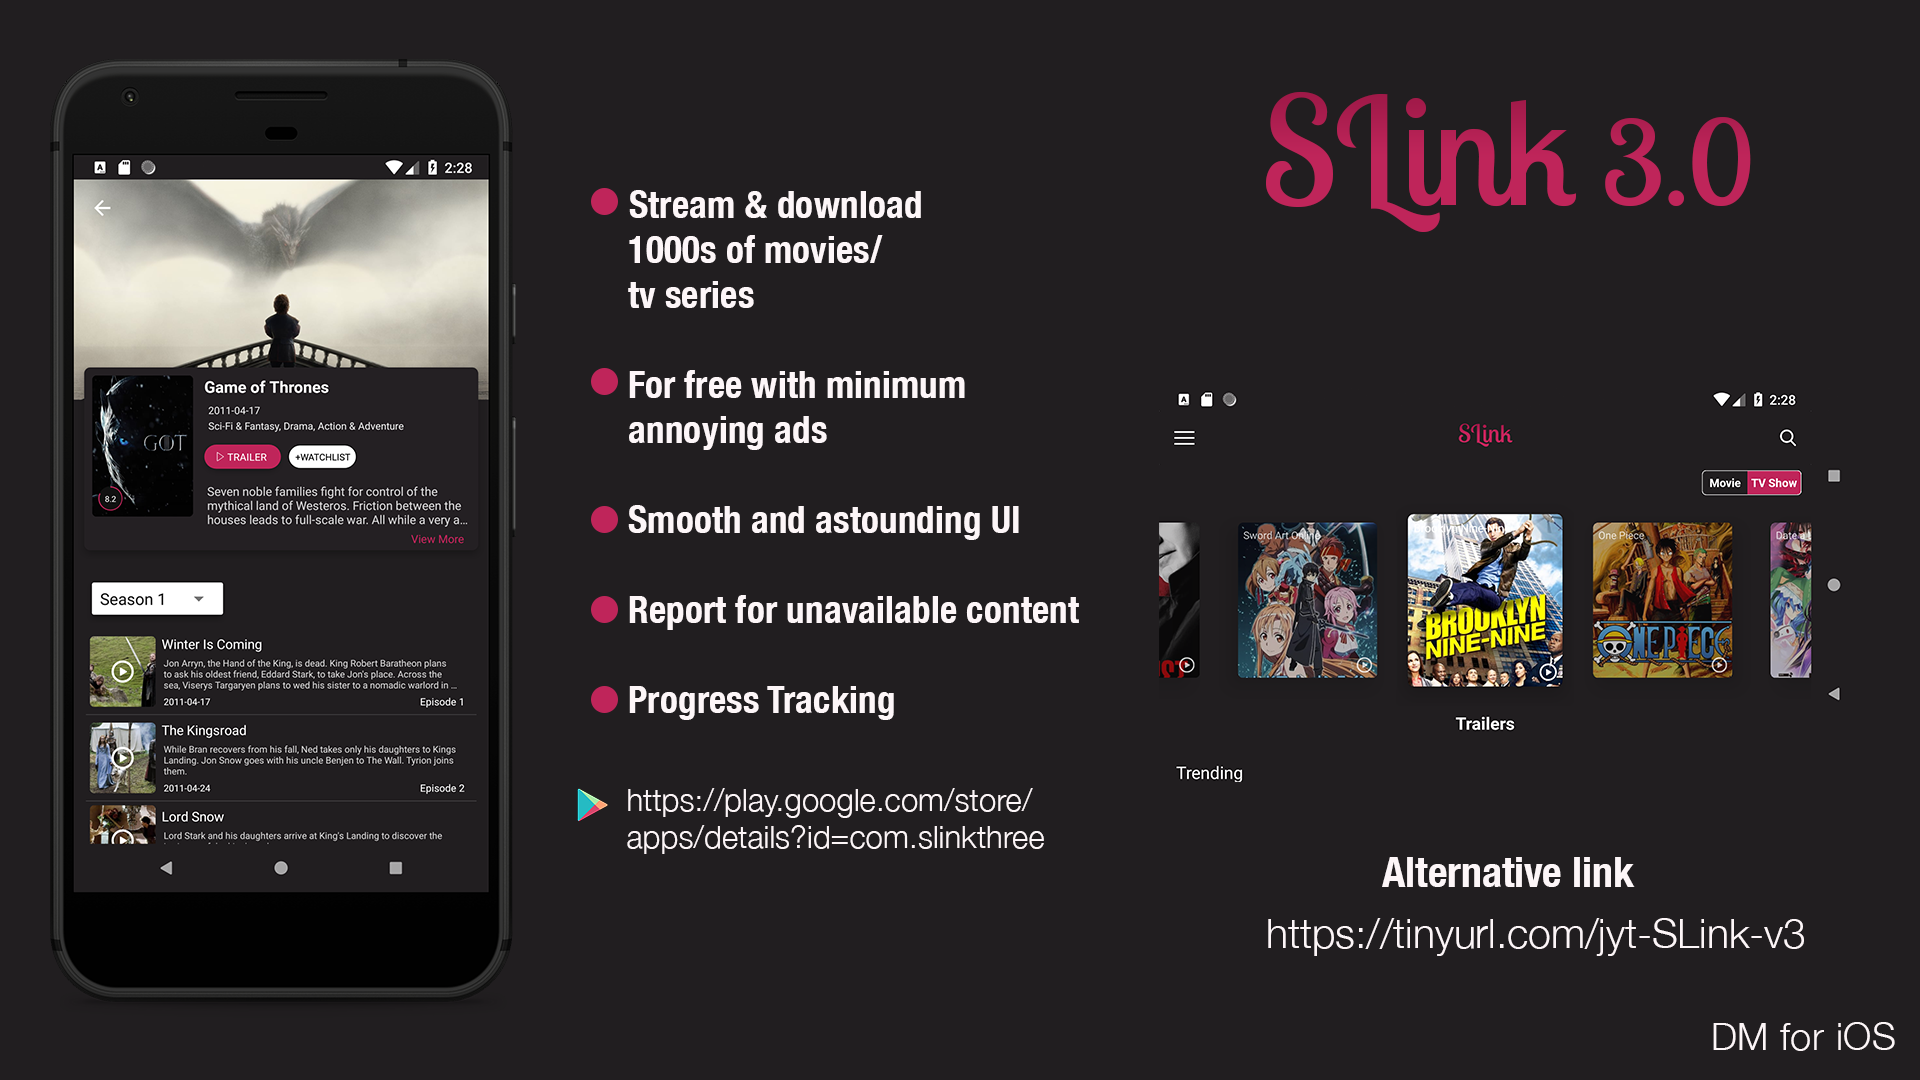 2:28
Game of Thrones
2011-04-17
Sci-Fi & Fantasy, Drama, Action & Adventure
GOT
TRAILER
+WATCHLIST
8.2
Seven noble families fight for control of the
mythical land of Westeros. Friction between the
houses leads to full-scale war. All while a very a...
View More
Season 1
Winter Is Coming
Jon Arryn, the Hand of the King, is dead. King Robert Baratheon plans
to ask his oldest friend, Eddard Stark, to take Jon's place. Across the
sea, Viserys Targaryen plans to wed his sister to a nomadic warlord in ...
2011-04-17 Episode 1
The Kingsroad
While Bran recovers from his fall, Ned takes only his daughters to Kings
Landing. Jon Snow goes with his uncle Benjen to The Wall. Tyrion joins
them.
2011-04-24 Episode 2
Lord Snow
Lord Stark and his daughters arrive at King's Landing to discover the
Stream & download
1000s of movies/
tv series
For free with minimum
annoying ads
Smooth and astounding UI
Report for unavailable content
Progress Tracking
https://play.google.com/store/
apps/details?id=com.slinkthree
SLink 3.0
2:28
SLink
Movie TV Show
Sword Art Online
Brooklyn Nine-Nine
BROOKLYN
NINE-NINE
One Piece
ONE PIECE
Date a
Trailers
Trending
Alternative link
https://tinyurl.com/jyt-SLink-v3
DM for iOS